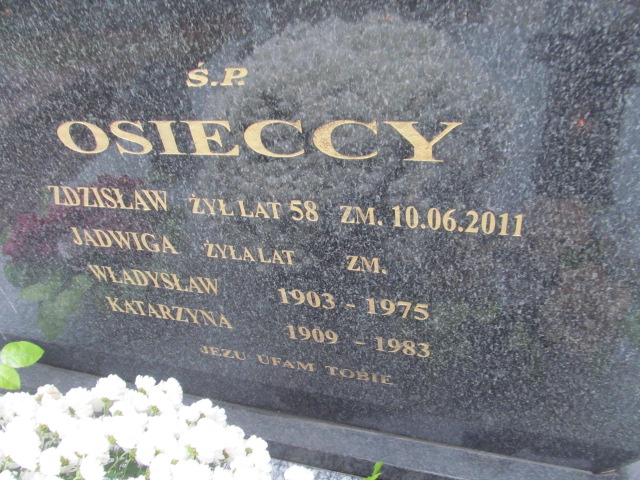 Ś.P.
OSIECCY
ZDZISŁAW ŻYŁ LAT 58 ZM. 10.06.2011
JADWIGA ŻYŁA LAT ZM.
WŁADYSŁAW 1903 - 1975
KATARZYNA 1909 - 1983
JEZU UFAM TOBIE